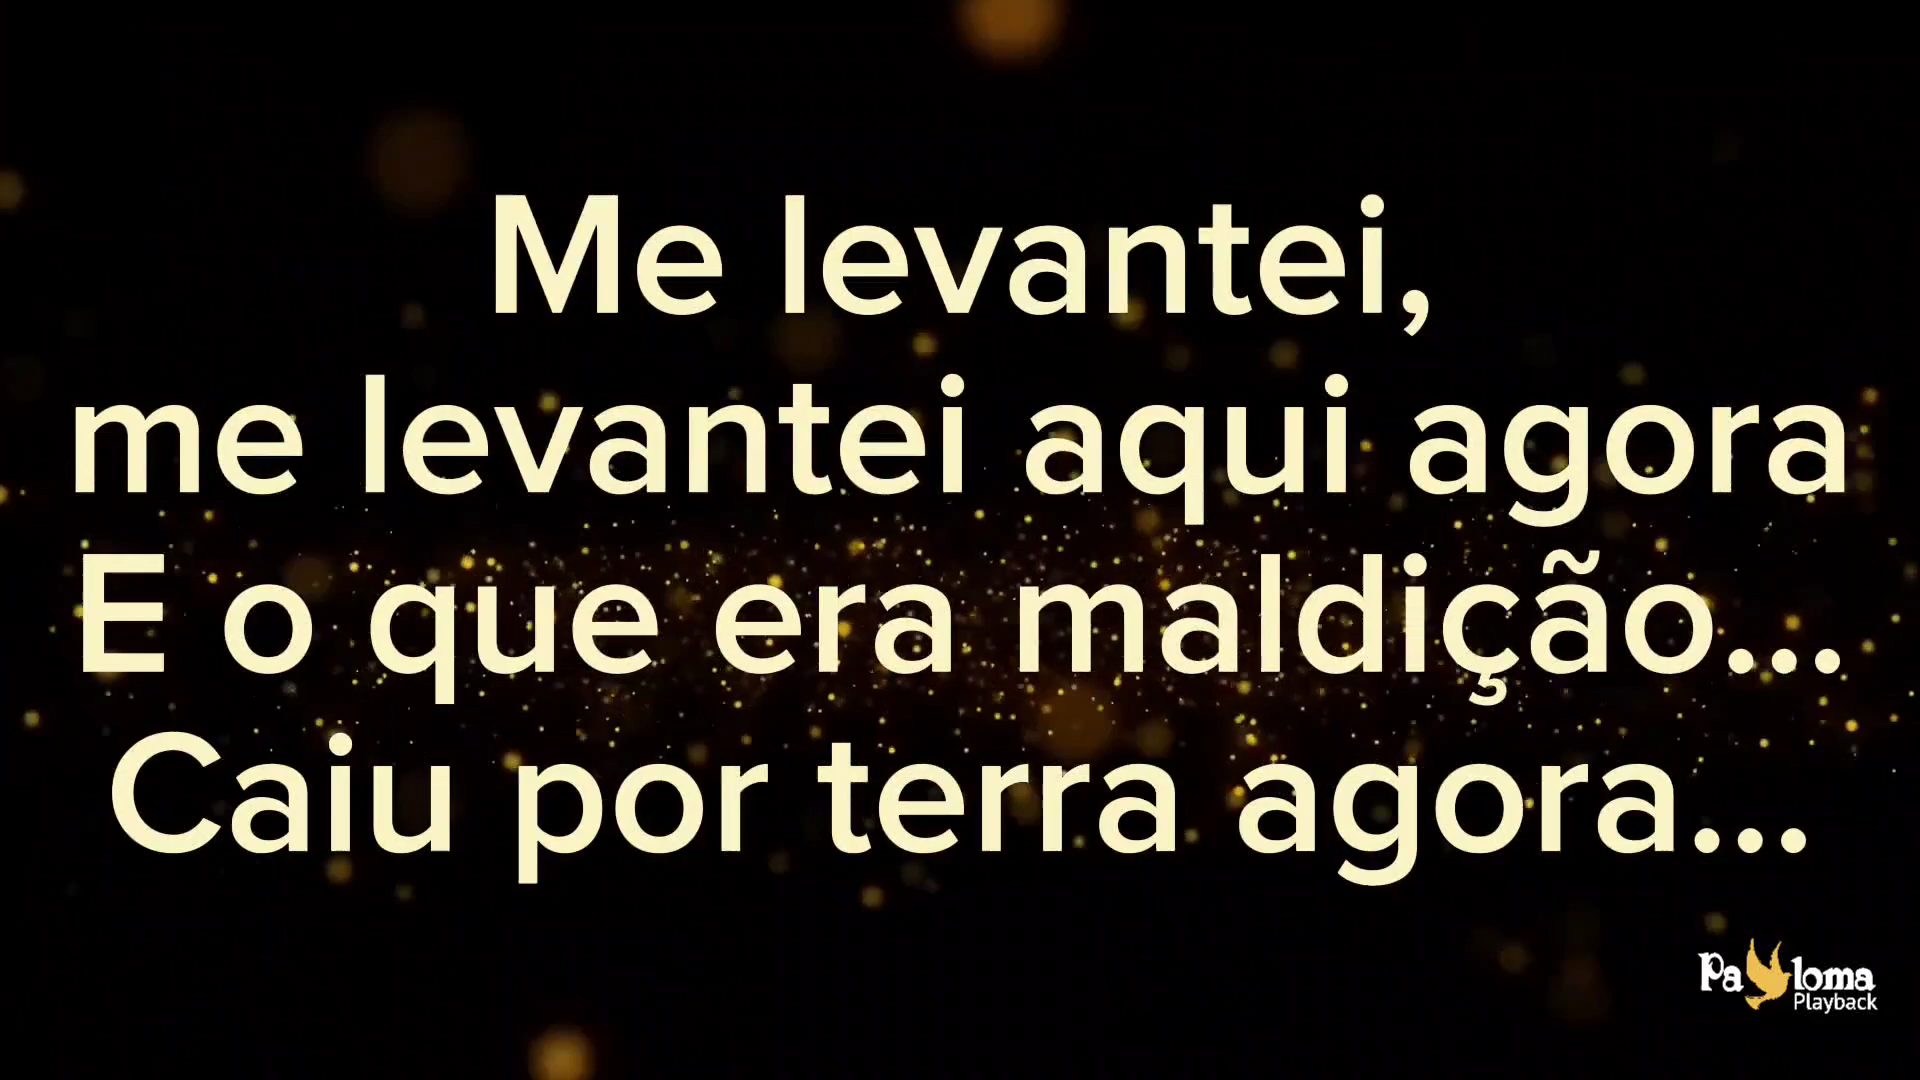 Me levantei,
me levantei aqui agora
E o que era maldição...
Caiu por terra agora...
Paloma
Playback